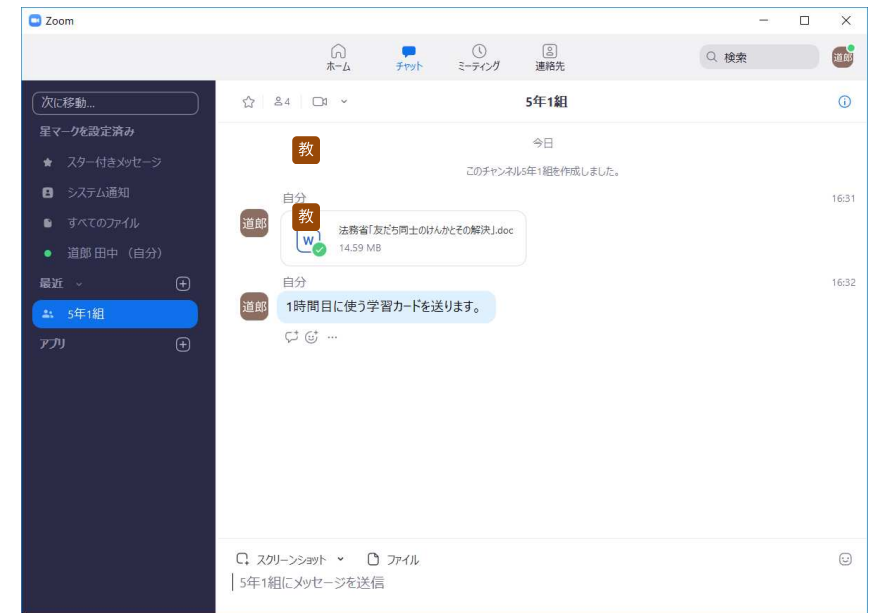 Zoom
ホーム
チャット
ミーティング
連絡先
検索
道郎
次に移動...
星マークを設定済み
スター付きメッセージ
システム通知
すべてのファイル
道郎 田中 （自分）
最近
5年1組
アプリ
4
5年1組
教
今日
このチャンネル5年1組を作成しました。
自分
16:31
道郎
教
W
法務省「友だち同士のけんかとその解決」.doc
14.59 MB
自分
16:32
道郎
1時間目に使う学習カードを送ります。
スクリーンショット
ファイル
5年1組にメッセージを送信